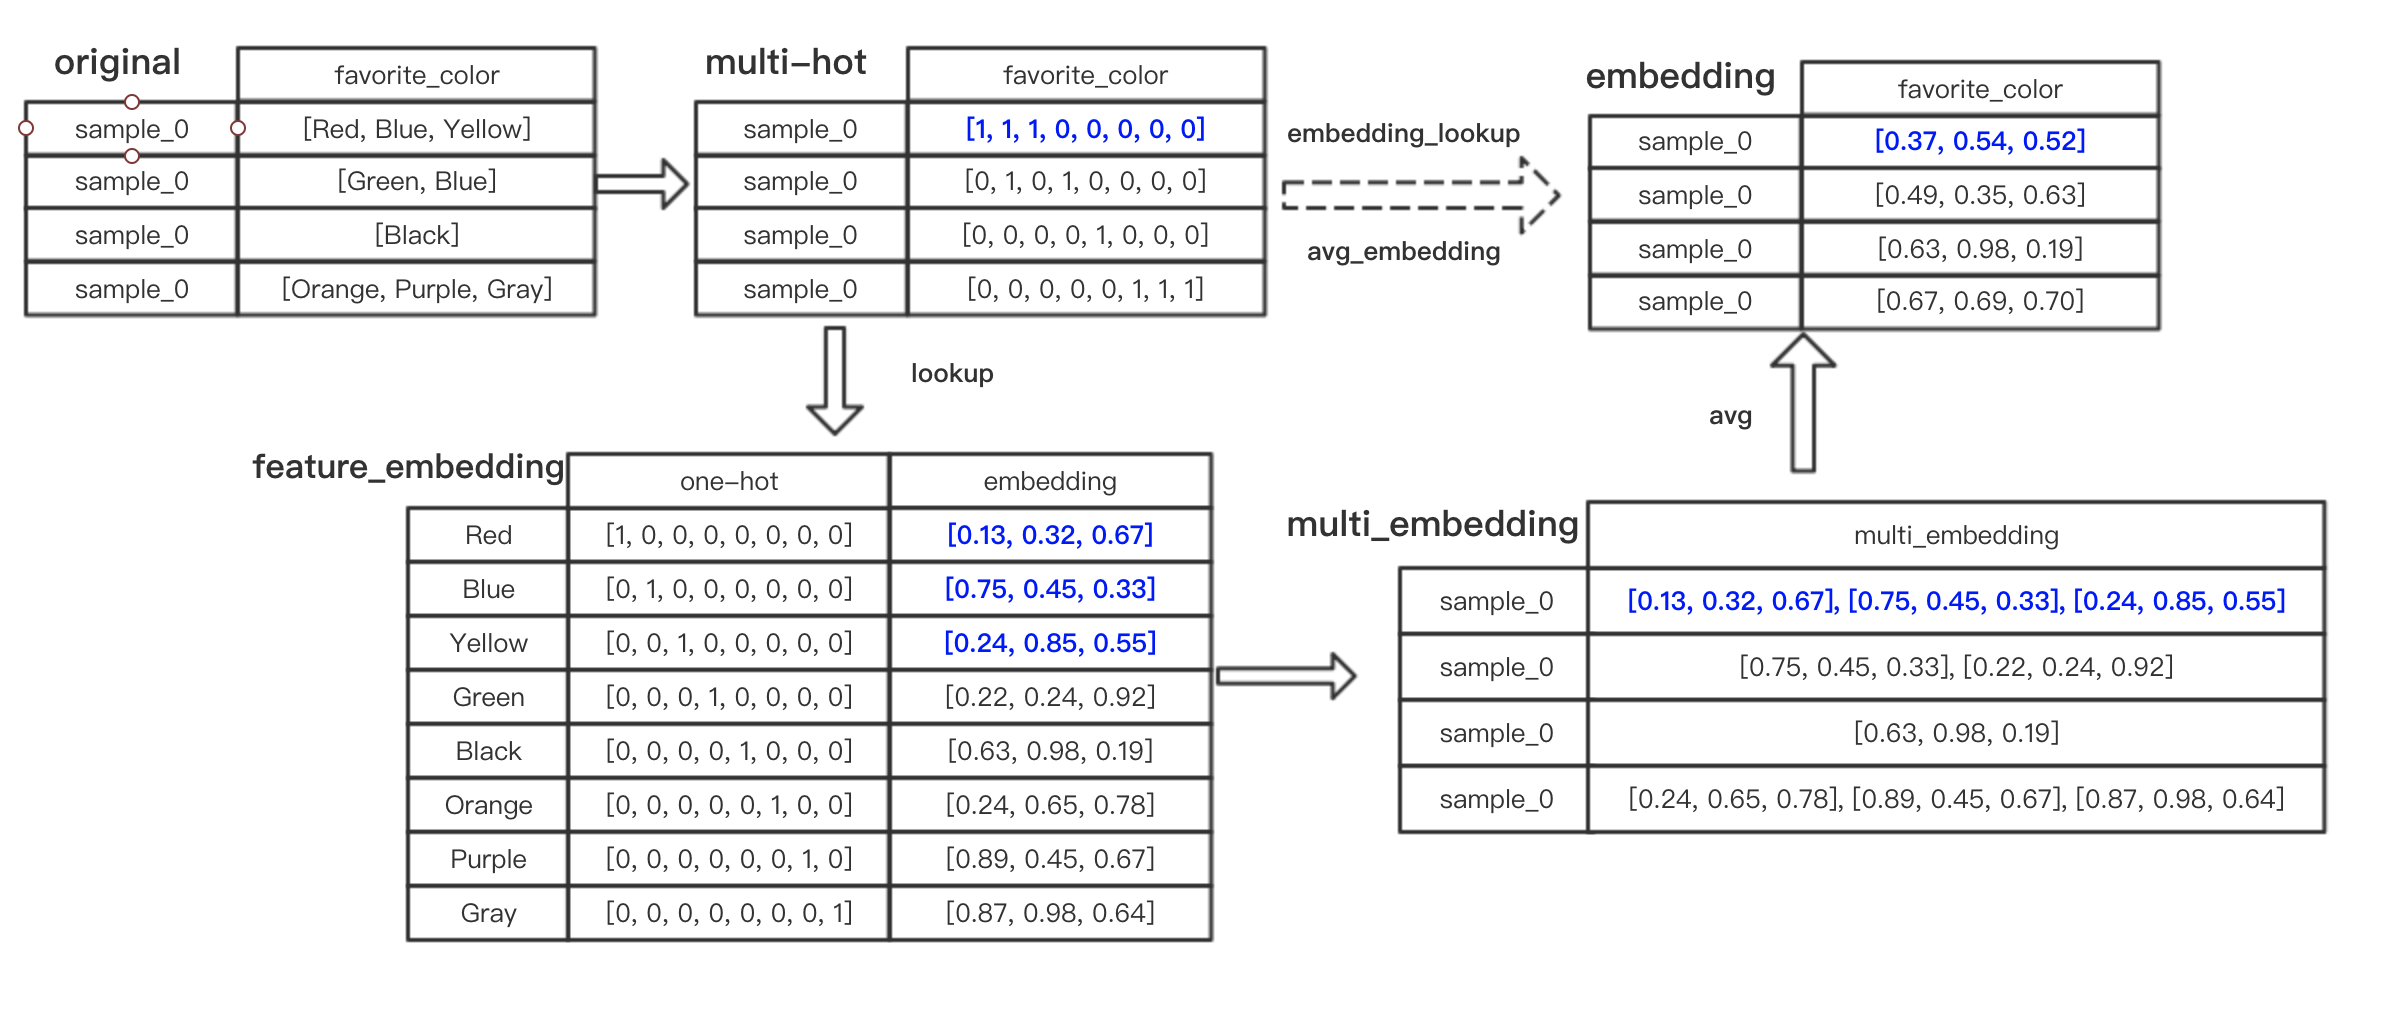 original
favorite_color
sample_0 [Red, Blue, Yellow]
sample_0 [Green, Blue]
sample_0 [Black]
sample_0 [Orange, Purple, Gray]
multi-hot
favorite_color
sample_0 [1, 1, 1, 0, 0, 0, 0, 0]
sample_0 [0, 1, 0, 1, 0, 0, 0, 0]
sample_0 [0, 0, 0, 0, 1, 0, 0, 0]
sample_0 [0, 0, 0, 0, 0, 1, 1, 1]
embedding_lookup
avg_embedding
embedding
favorite_color
sample_0 [0.37, 0.54, 0.52]
sample_0 [0.49, 0.35, 0.63]
sample_0 [0.63, 0.98, 0.19]
sample_0 [0.67, 0.69, 0.70]
lookup
avg
feature_embedding
one-hot embedding
Red [1, 0, 0, 0, 0, 0, 0, 0] [0.13, 0.32, 0.67]
Blue [0, 1, 0, 0, 0, 0, 0, 0] [0.75, 0.45, 0.33]
Yellow [0, 0, 1, 0, 0, 0, 0, 0] [0.24, 0.85, 0.55]
Green [0, 0, 0, 1, 0, 0, 0, 0] [0.22, 0.24, 0.92]
Black [0, 0, 0, 0, 1, 0, 0, 0] [0.63, 0.98, 0.19]
Orange [0, 0, 0, 0, 0, 1, 0, 0] [0.24, 0.65, 0.78]
Purple [0, 0, 0, 0, 0, 0, 1, 0] [0.89, 0.45, 0.67]
Gray [0, 0, 0, 0, 0, 0, 0, 1] [0.87, 0.98, 0.64]
multi_embedding
multi_embedding
sample_0 [0.13, 0.32, 0.67], [0.75, 0.45, 0.33], [0.24, 0.85, 0.55]
sample_0 [0.75, 0.45, 0.33], [0.22, 0.24, 0.92]
sample_0 [0.63, 0.98, 0.19]
sample_0 [0.24, 0.65, 0.78], [0.89, 0.45, 0.67], [0.87, 0.98, 0.64]